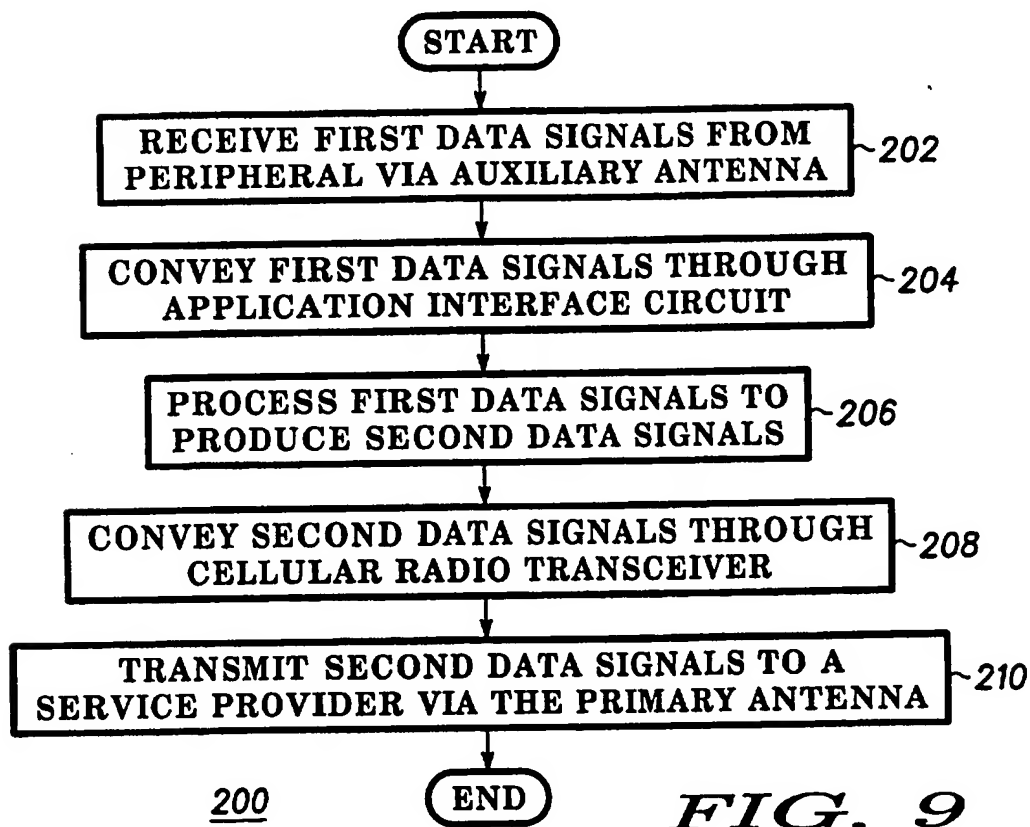 START
RECEIVE FIRST DATA SIGNALS FROM
PERIPHERAL VIA AUXILIARY ANTENNA
202
CONVEY FIRST DATA SIGNALS THROUGH
APPLICATION INTERFACE CIRCUIT
204
PROCESS FIRST DATA SIGNALS TO
PRODUCE SECOND DATA SIGNALS
206
CONVEY SECOND DATA SIGNALS THROUGH
CELLULAR RADIO TRANSCEIVER
208
TRANSMIT SECOND DATA SIGNALS TO A
SERVICE PROVIDER VIA THE PRIMARY ANTENNA
210
END
200
FIG. 9